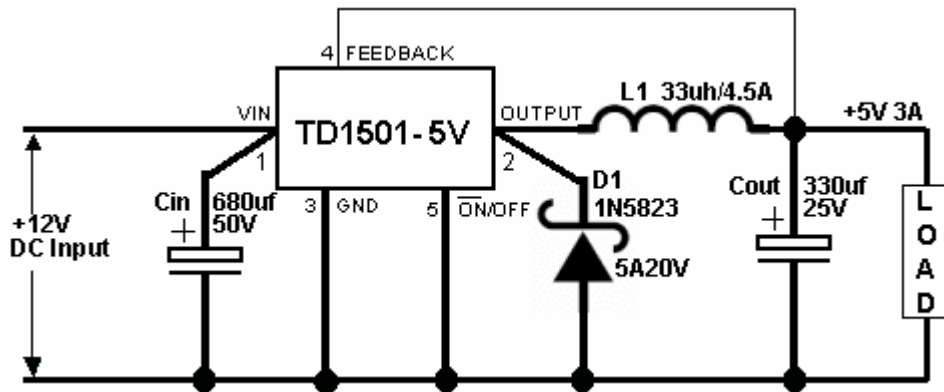 4 FEEDBACK
L1 33uh/4.5A
VIN
OUTPUT
+5V 3A
TD1501-5V
1
2
D1
1N5823
Cin
680uf
50V
+
3
GND
5
ON/OFF
Cout
330uf
25V
+
+12V
DC Input
5A20V
LOAD